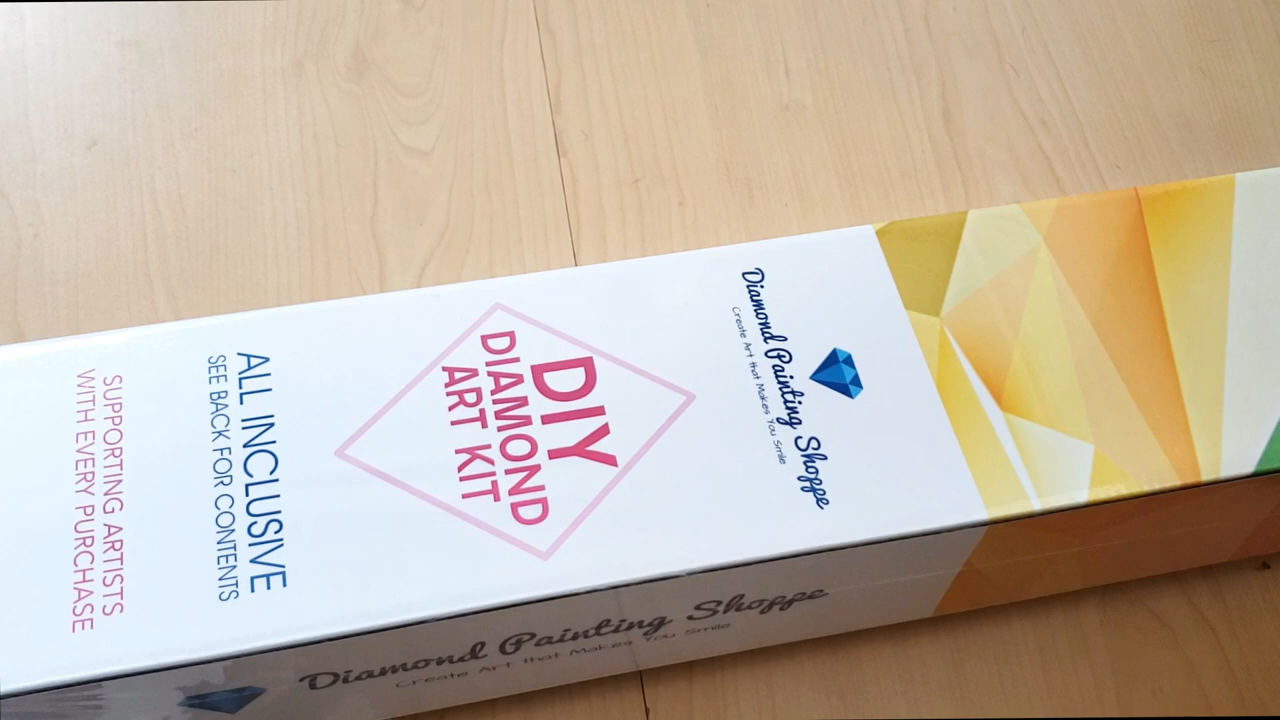 Diamond Painting Shoppe
Create Art that Makes You Smile
DIY
DIAMOND
ART KIT
ALL INCLUSIVE
SEE BACK FOR CONTENTS
SUPPORTING ARTISTS
WITH EVERY PURCHASE
Diamond Painting Shoppe
Create Art that Makes You Smile